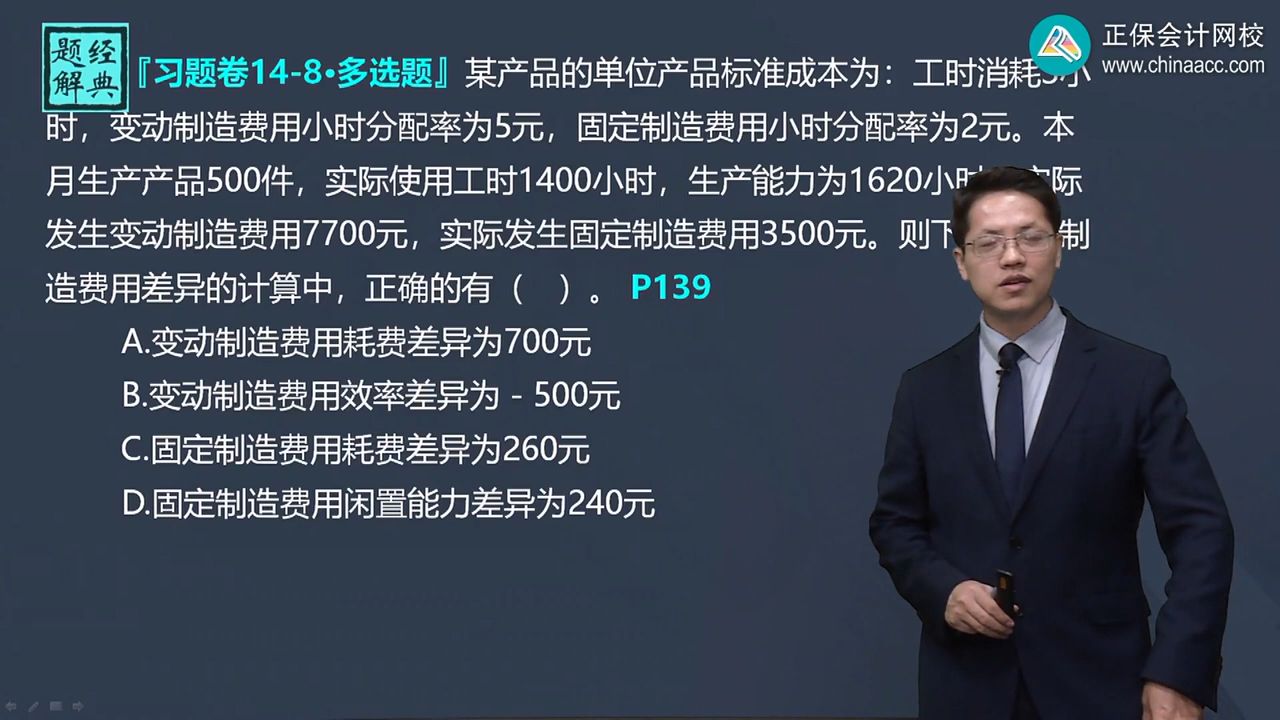 正保会计网校
www.chinaacc.com
经典
题解
『习题卷14-8•多选题』某产品的单位产品标准成本为：工时消耗3小
时，变动制造费用小时分配率为5元，固定制造费用小时分配率为2元。本
月生产产品500件，实际使用工时1400小时，生产能力为1620小时 实际
发生变动制造费用7700元，实际发生固定制造费用3500元。则下 制
造费用差异的计算中，正确的有（ ）。 P139
A.变动制造费用耗费差异为700元
B.变动制造费用效率差异为－500元
C.固定制造费用耗费差异为260元
D.固定制造费用闲置能力差异为240元